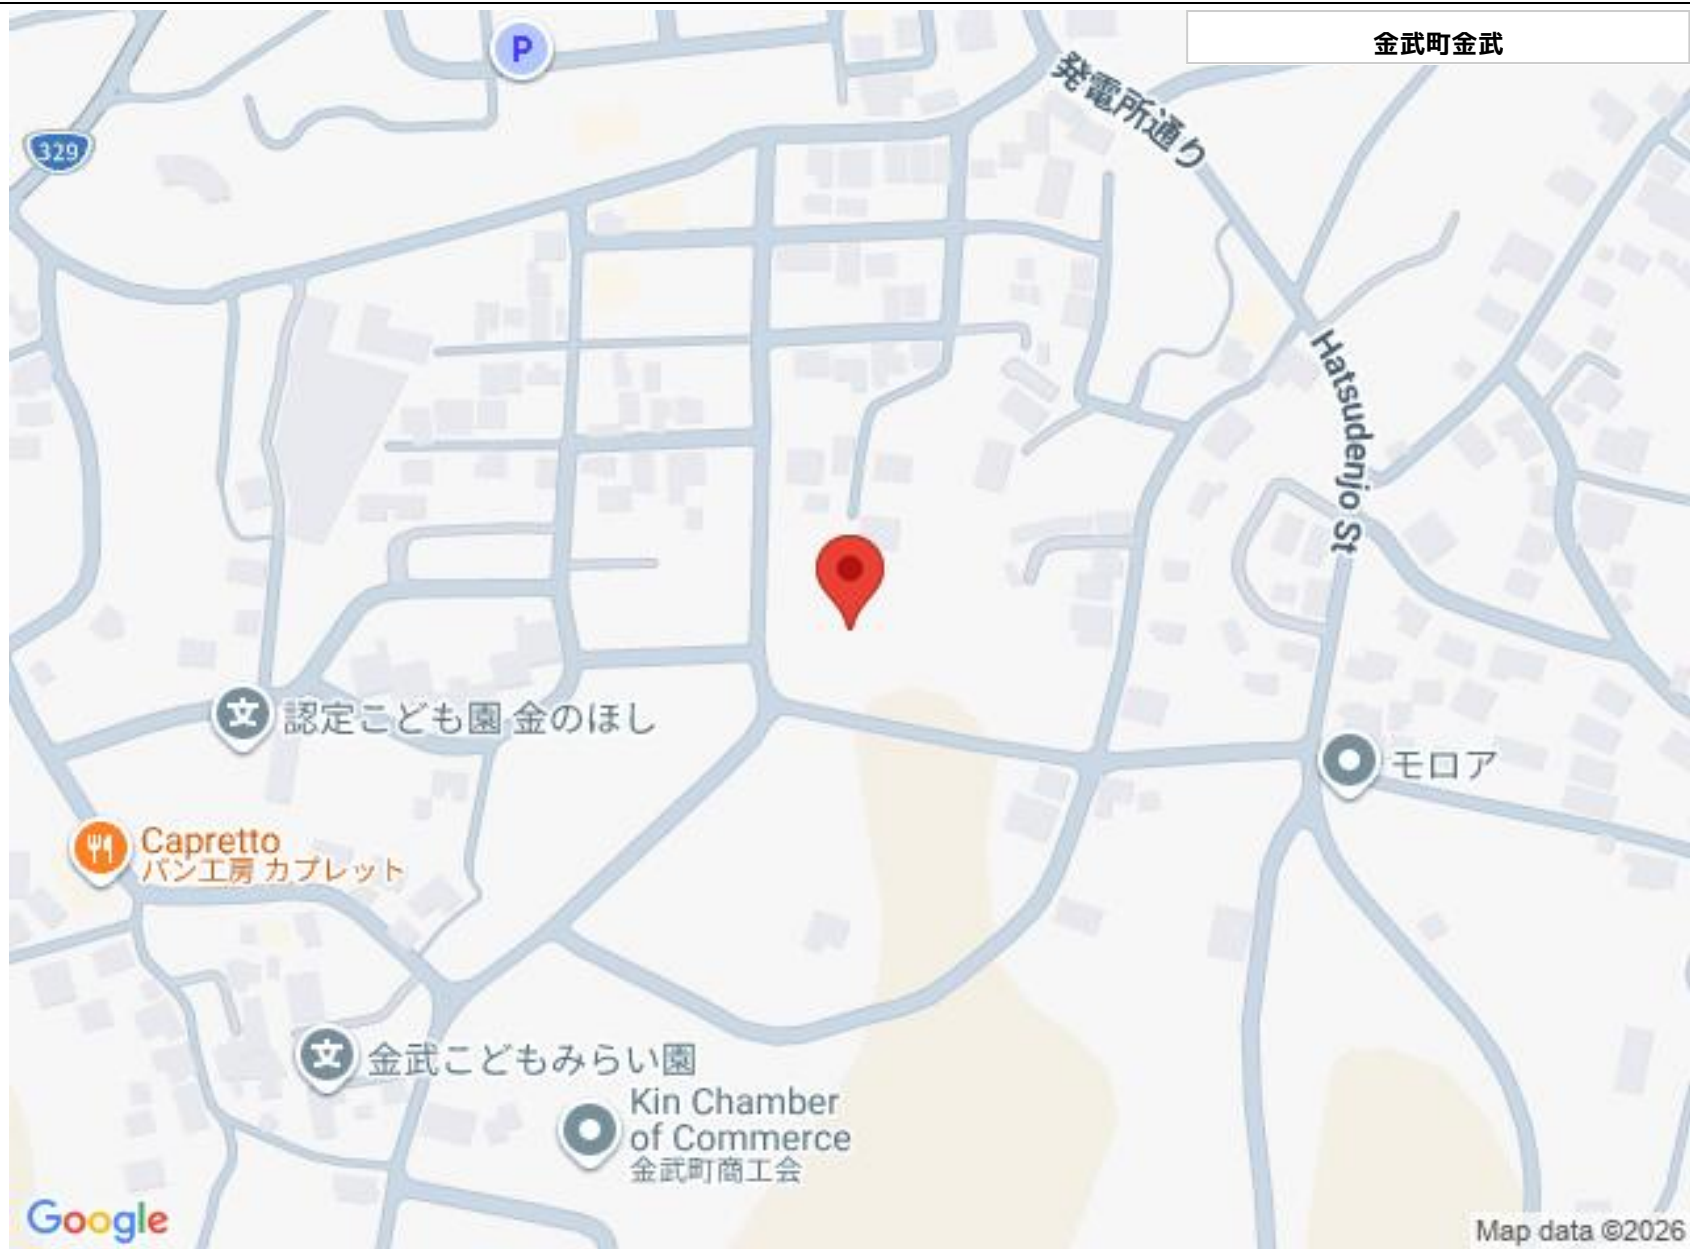 金武町金武
P
発電所通り
329
Hatsudenjo St
認定こども園 金のほし
モロア
Capretto
パン工房 カプレット
金武こどもみらい園
Kin Chamber
of Commerce
金武町商工会
Google
Map data ©2026